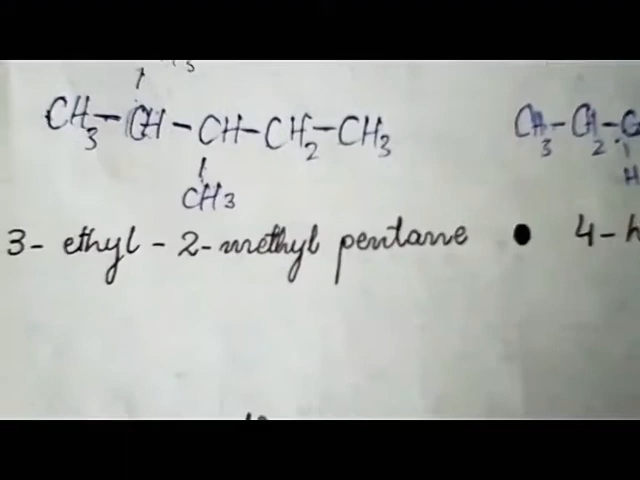 CH₃-CH-CH-CH₂-CH₃ CH₃-CH₂-
CH₃ H
3-ethyl-2-methyl pentane • 4-h